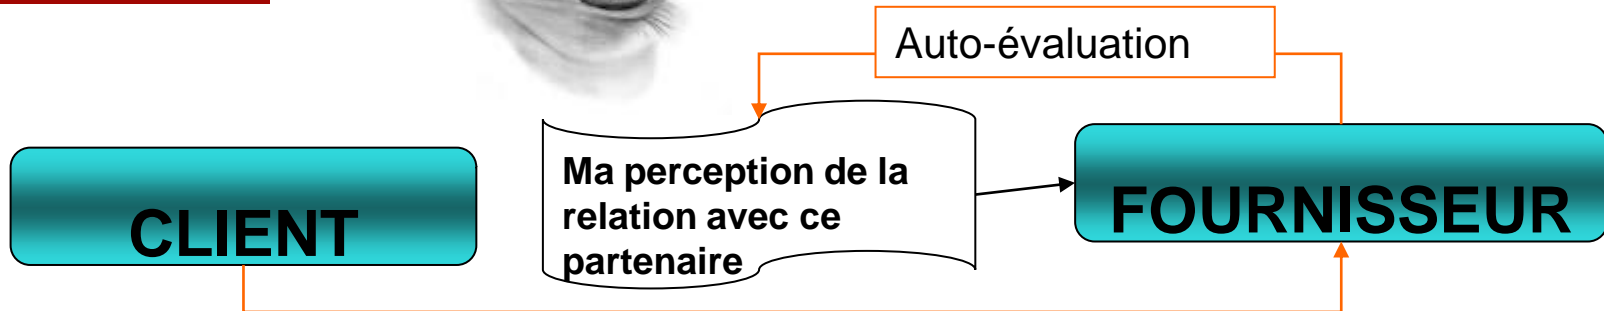 Auto-évaluation
Ma perception de la
relation avec ce
partenaire
CLIENT
FOURNISSEUR